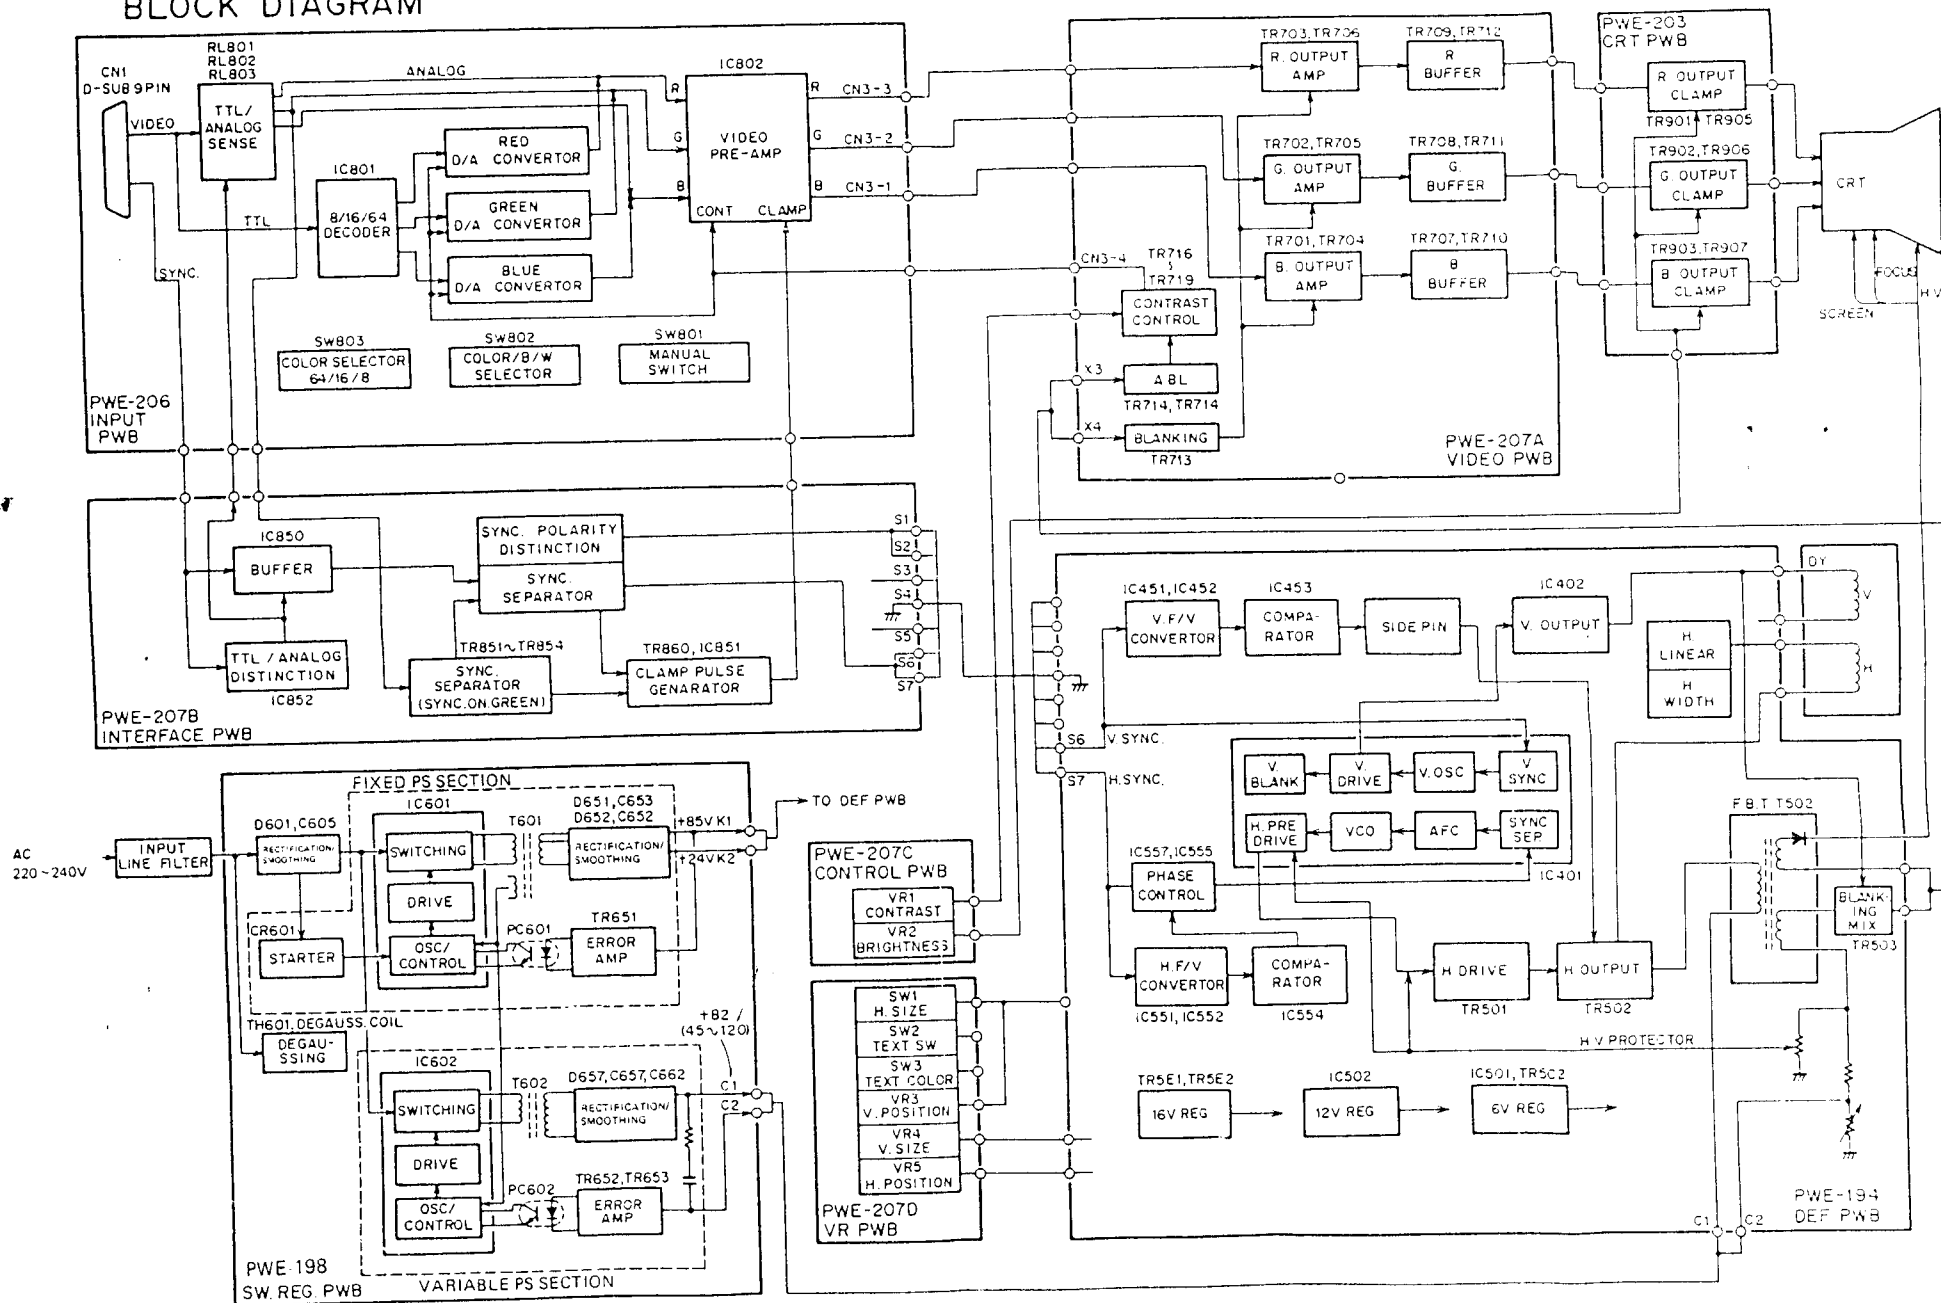 BLOCK DIAGRAM
CN1
D-SUB 9PIN
VIDEO
SYNC.
TTL
RL801
RL802
RL803
TTL/
ANALOG
SENSE
ANALOG
IC801
8/16/64
DECODER
RED
D/A CONVERTOR
GREEN
D/A CONVERTOR
BLUE
D/A CONVERTOR
IC802
R
G
B
VIDEO
PRE-AMP
CONT CLAMP
R
G
B
CN3-3
CN3-2
CN3-1
SW803
COLOR SELECTOR
64/16/8
SW802
COLOR/B/W
SELECTOR
SW801
MANUAL
SWITCH
PWE-206
INPUT
PWB
TR703, TR706
R. OUTPUT
AMP
TR709, TR712
R
BUFFER
TR702, TR705
G. OUTPUT
AMP
TR708, TR711
G.
BUFFER
TR701, TR704
B. OUTPUT
AMP
TR707, TR710
B
BUFFER
CN3-4
TR716
~
TR719
CONTRAST
CONTROL
X3
ABL
TR714, TR714
X4
BLANKING
TR713
PWE-207A
VIDEO PWB
PWE-203
CRT PWB
R. OUTPUT
CLAMP
TR901 TR905
TR902, TR906
G. OUTPUT
CLAMP
TR903, TR907
B. OUTPUT
CLAMP
CRT
FOCUS
H.V
SCREEN
IC850
BUFFER
TTL/ANALOG
DISTINCTION
IC852
SYNC. POLARITY
DISTINCTION
SYNC.
SEPARATOR
TR851~TR854
SYNC.
SEPARATOR
(SYNC.ON.GREEN)
TR860, IC851
CLAMP PULSE
GENARATOR
S1
S2
S3
S4
S5
S6
S7
PWE-207B
INTERFACE PWB
IC451, IC452
V.F/V
CONVERTOR
IC453
COMPA-
RATOR
SIDE PIN
IC402
V. OUTPUT
H.
LINEAR
H
WIDTH
DY
V
H
S6
V.SYNC.
S7
H.SYNC.
V.
BLANK
V.
DRIVE
V.OSC
V
SYNC
H.PRE
DRIVE
VCO
AFC
SYNC
SEP.
IC401
IC557, IC555
PHASE
CONTROL
H.F/V
CONVERTOR
IC551, IC552
COMPA-
RATOR
IC554
H.DRIVE
TR501
H.OUTPUT
TR502
F.B.T T502
BLANK-
ING
MIX
TR503
H.V.PROTECTOR
TR5E1, TR5E2
16V REG
IC502
12V REG
IC501, TR5C2
6V REG
PWE-194
DEF PWB
C1
C2
AC
220~240V
INPUT
LINE FILTER
FIXED PS SECTION
D601, C605
RECTIFICATION/
SMOOTHING
IC601
SWITCHING
DRIVE
OSC/
CONTROL
T601
D651, C653
D652, C652
RECTIFICATION/
SMOOTHING
+85V K1
+24V K2
TO DEF PWB
CR601
STARTER
PC601
TR651
ERROR
AMP
TH601, DEGAUSS. COIL
DEGAU-
SSING
+82/
(45~120)
IC602
SWITCHING
DRIVE
OSC/
CONTROL
T602
D657, C657, C662
RECTIFICATION/
SMOOTHING
C1
C2
PC602
TR652, TR653
ERROR
AMP
PWE-198
SW. REG. PWB
VARIABLE PS SECTION
PWE-207C
CONTROL PWB
VR1
CONTRAST
VR2
BRIGHTNESS
SW1
H. SIZE
SW2
TEXT SW
SW3
TEXT COLOR
VR3
V. POSITION
VR4
V. SIZE
VR5
H. POSITION
PWE-207D
VR PWB